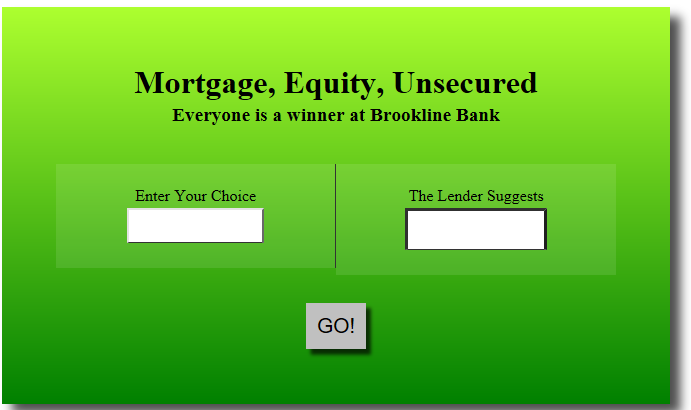 Mortgage, Equity, Unsecured
Everyone is a winner at Brookline Bank
Enter Your Choice
The Lender Suggests
GO!